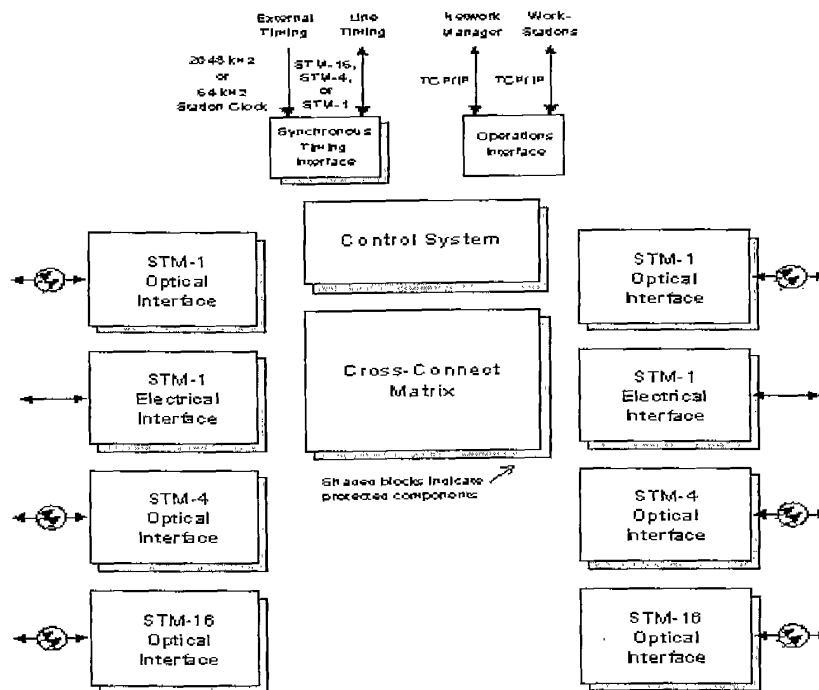 External
Timing
Line
Timing
Network
Manager
Work-
Stations
2048 kHz
or
64 kHz
Station Clock
STM-16,
STM-4,
or
STM-1
TCP/IP
TCP/IP
Synchronous
Timing
Interface
Operations
Interface
Control System
Cross-Connect
Matrix
Shaded blocks indicate
protected components
STM-1
Optical
Interface
STM-1
Electrical
Interface
STM-4
Optical
Interface
STM-16
Optical
Interface
STM-1
Optical
Interface
STM-1
Electrical
Interface
STM-4
Optical
Interface
STM-16
Optical
Interface